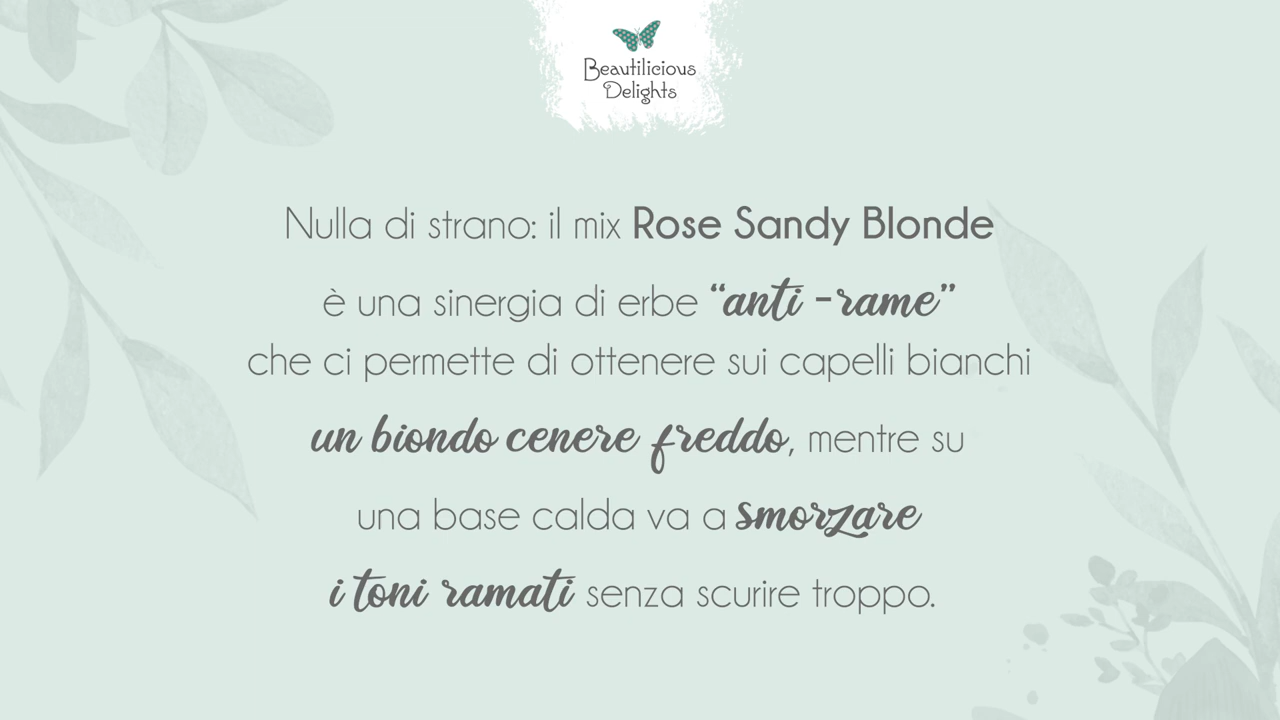 Beautilicious
Delights
Nulla di strano: il mix Rose Sandy Blonde
è una sinergia di erbe “anti -rame”
che ci permette di ottenere sui capelli bianchi
un biondo cenere freddo, mentre su
una base calda va a smorzare
i toni ramati senza scurire troppo.